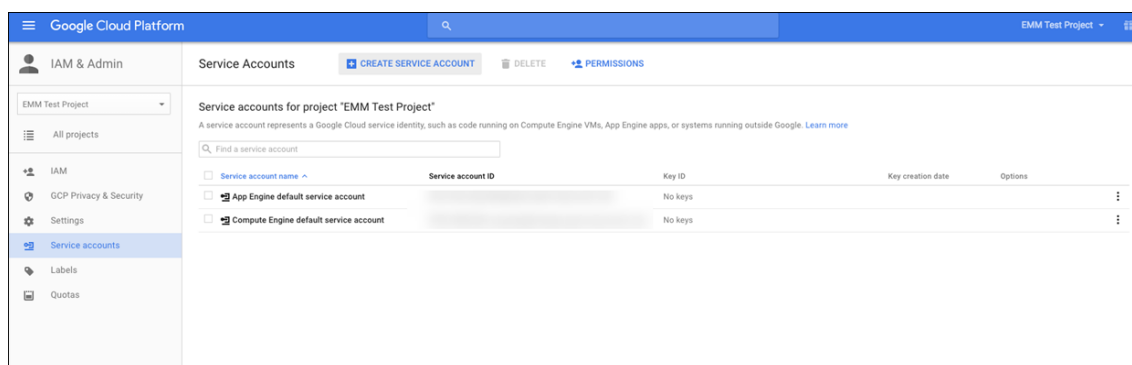 Google Cloud Platform
EMM Test Project
IAM & Admin
Service Accounts
CREATE SERVICE ACCOUNT
DELETE
PERMISSIONS
EMM Test Project
All projects
IAM
GCP Privacy & Security
Settings
Service accounts
Labels
Quotas
Service accounts for project "EMM Test Project"
A service account represents a Google Cloud service identity, such as code running on Compute Engine VMs, App Engine apps, or systems running outside Google. Learn more
Find a service account
Service account name Service account ID Key ID Key creation date Options
App Engine default service account No keys
Compute Engine default service account No keys